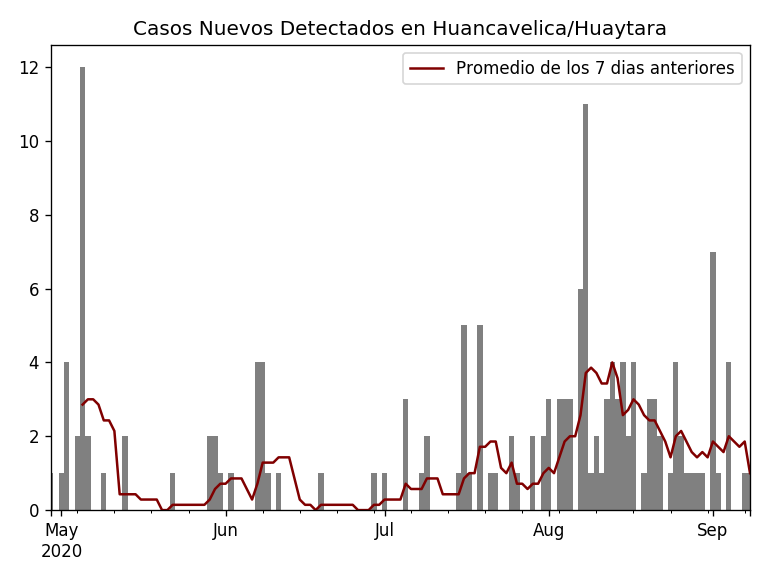 Casos Nuevos Detectados en Huancavelica/Huaytara
Promedio de los 7 dias anteriores
12
10
8
6
4
2
0
May Jun Jul Aug Sep
2020